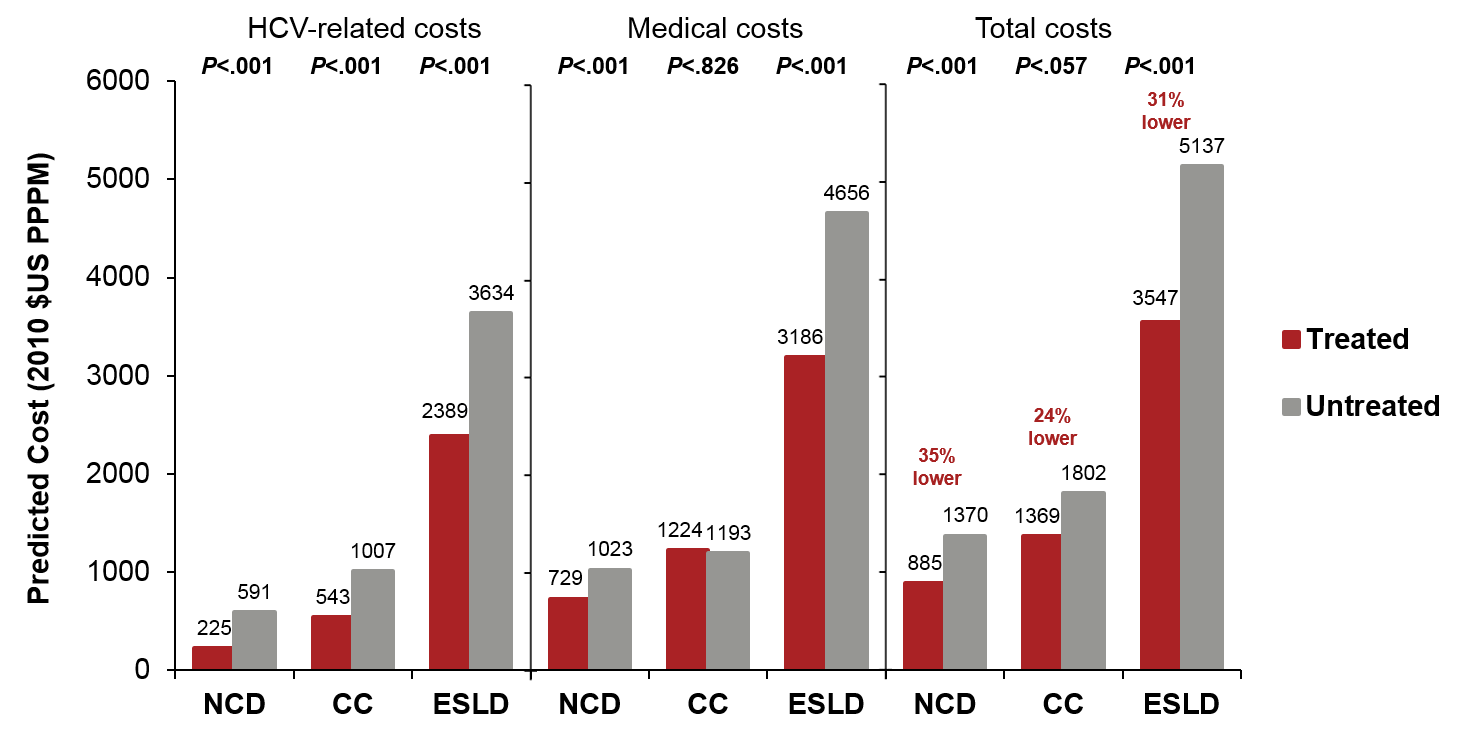 HCV-related costs
Medical costs
Total costs
P<.001
P<.001
P<.001
P<.001
P<.826
P<.001
P<.001
P<.057
P<.001
Predicted Cost (2010 $US PPPM)
6000
5000
4000
3000
2000
1000
0
225
591
543
1007
2389
3634
729
1023
1224
1193
3186
4656
35%
lower
885
1370
24%
lower
1369
1802
31%
lower
3547
5137
NCD
CC
ESLD
NCD
CC
ESLD
NCD
CC
ESLD
Treated
Untreated